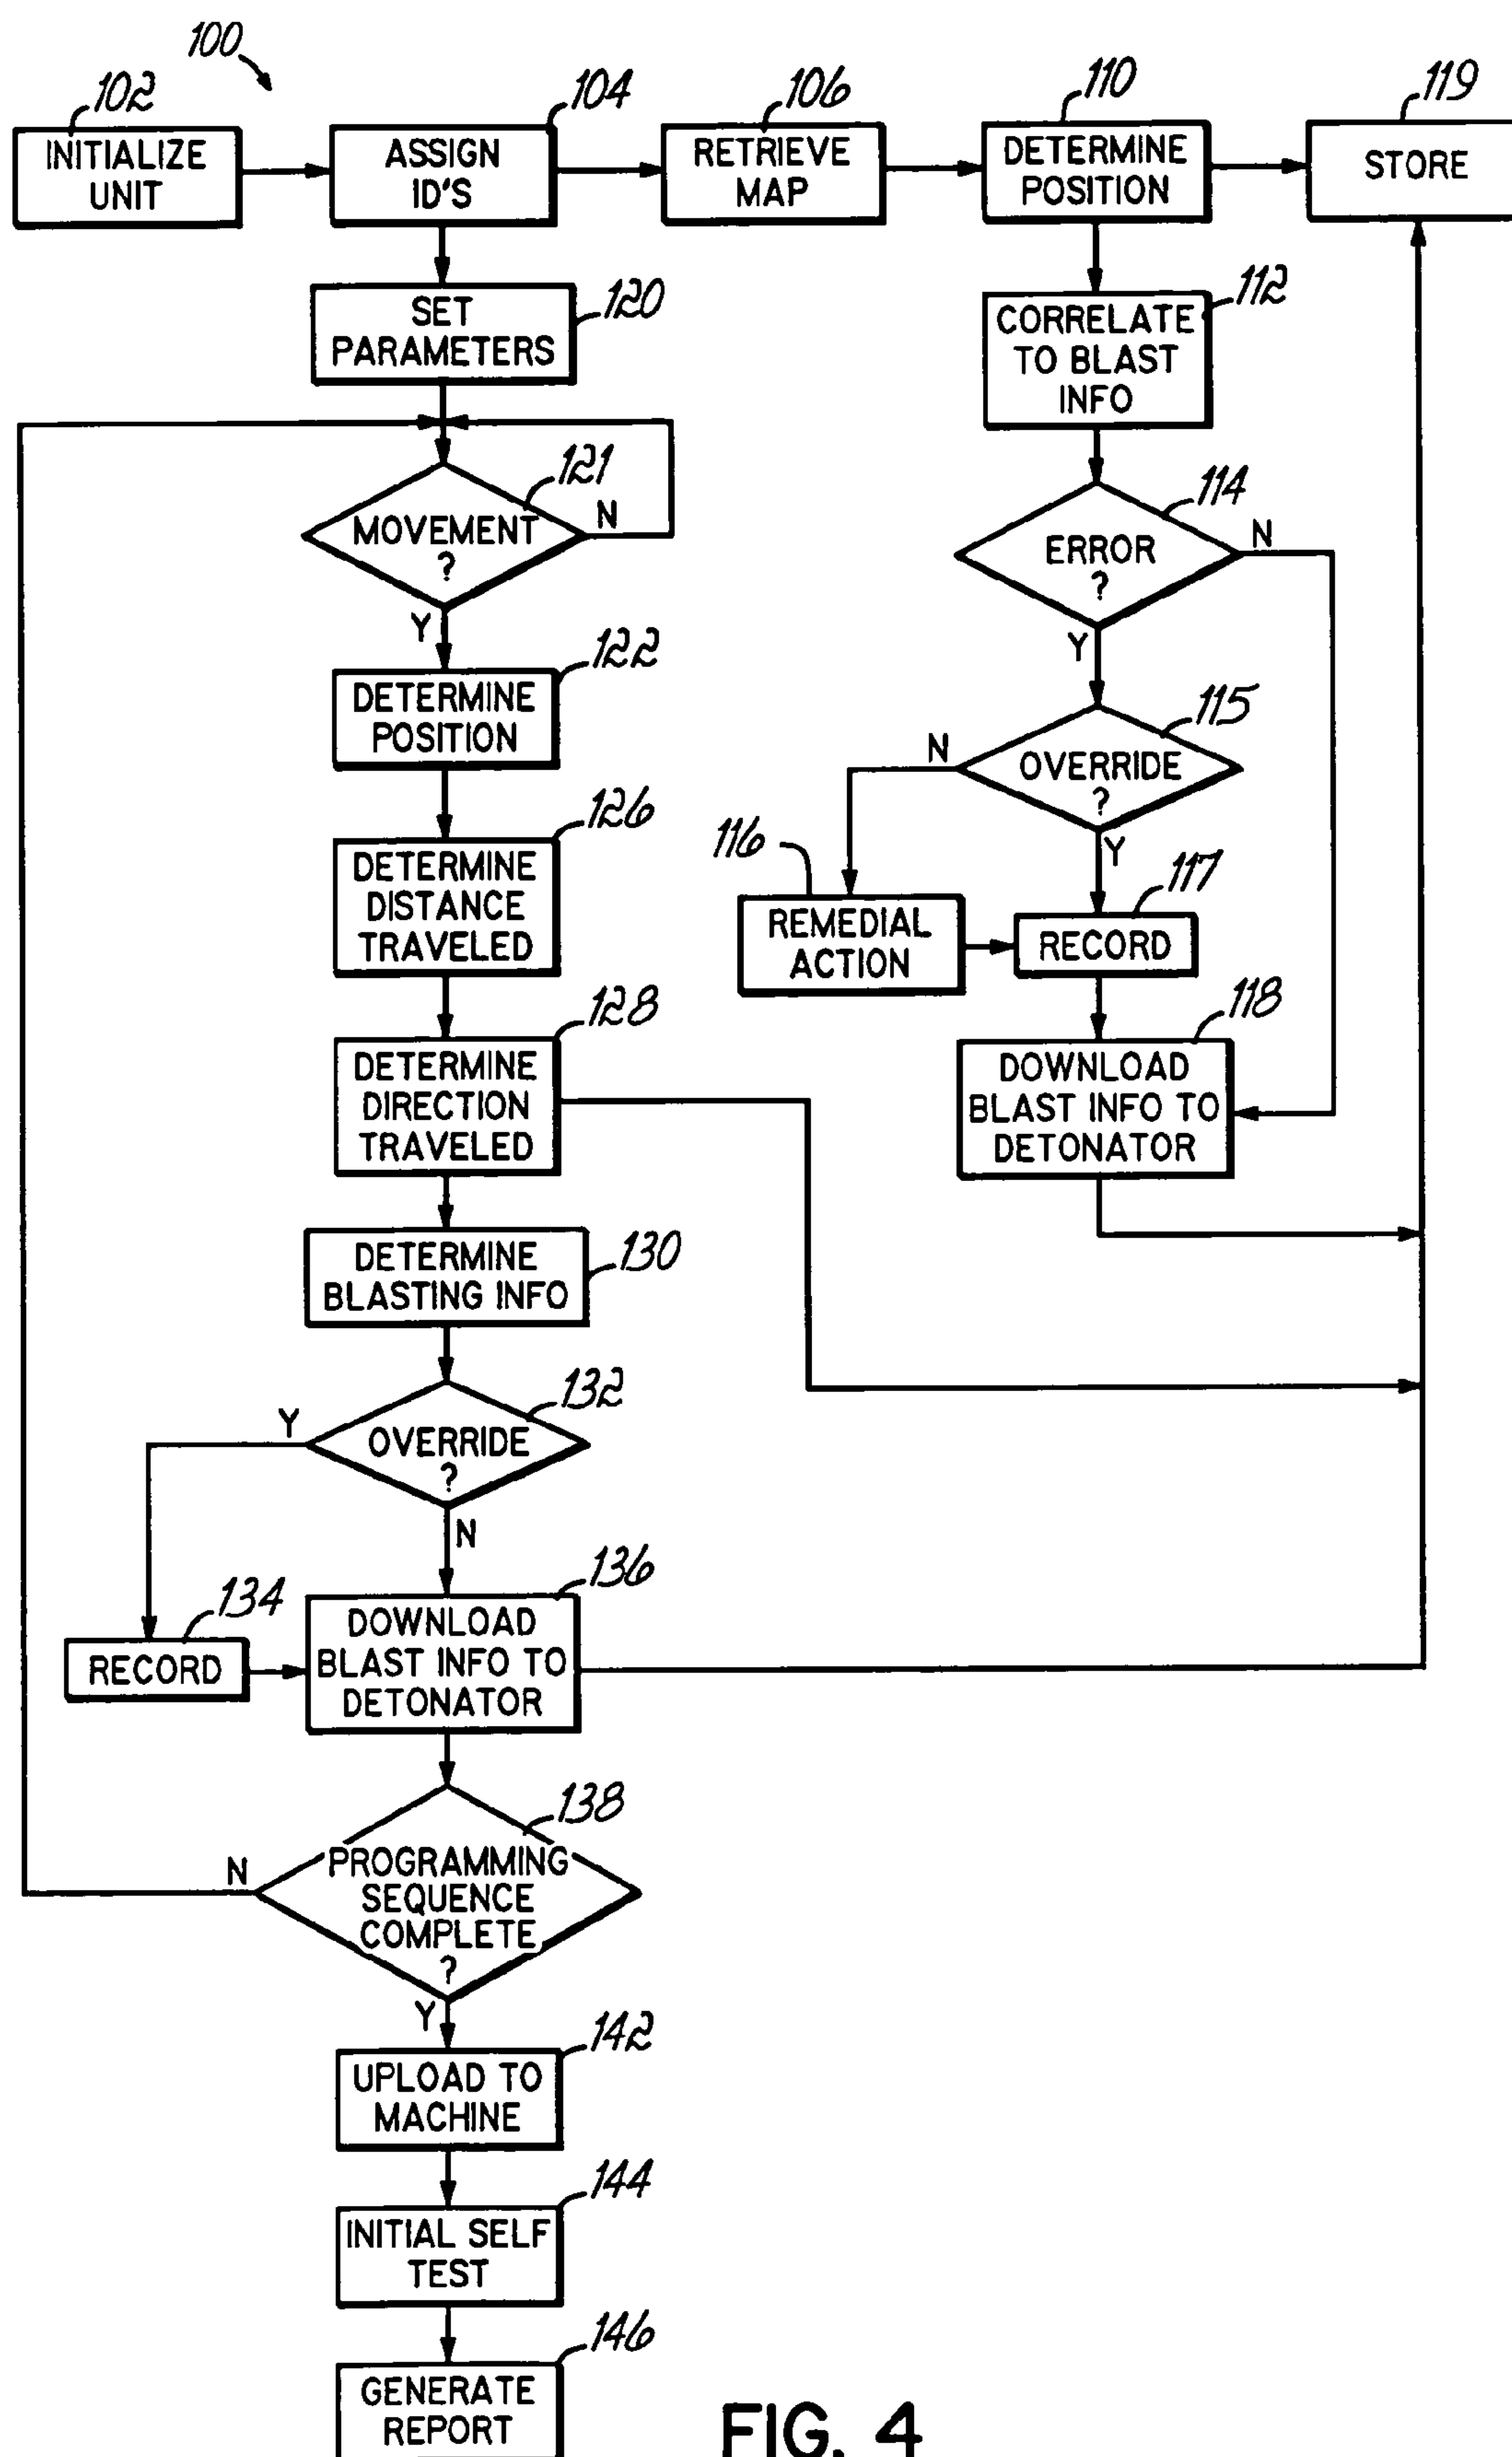 100
102
104
106
110
119
INITIALIZE
UNIT
ASSIGN
ID'S
RETRIEVE
MAP
DETERMINE
POSITION
STORE
120
SET
PARAMETERS
112
CORRELATE
TO BLAST
INFO
121
MOVEMENT
?
N
Y
114
ERROR
?
N
Y
122
DETERMINE
POSITION
115
OVERRIDE
?
N
Y
126
DETERMINE
DISTANCE
TRAVELED
116
REMEDIAL
ACTION
117
RECORD
128
DETERMINE
DIRECTION
TRAVELED
118
DOWNLOAD
BLAST INFO TO
DETONATOR
130
DETERMINE
BLASTING INFO
132
OVERRIDE
?
Y
N
134
RECORD
136
DOWNLOAD
BLAST INFO TO
DETONATOR
138
PROGRAMMING
SEQUENCE
COMPLETE
?
N
Y
142
UPLOAD TO
MACHINE
144
INITIAL SELF
TEST
146
GENERATE
REPORT
FIG. 4